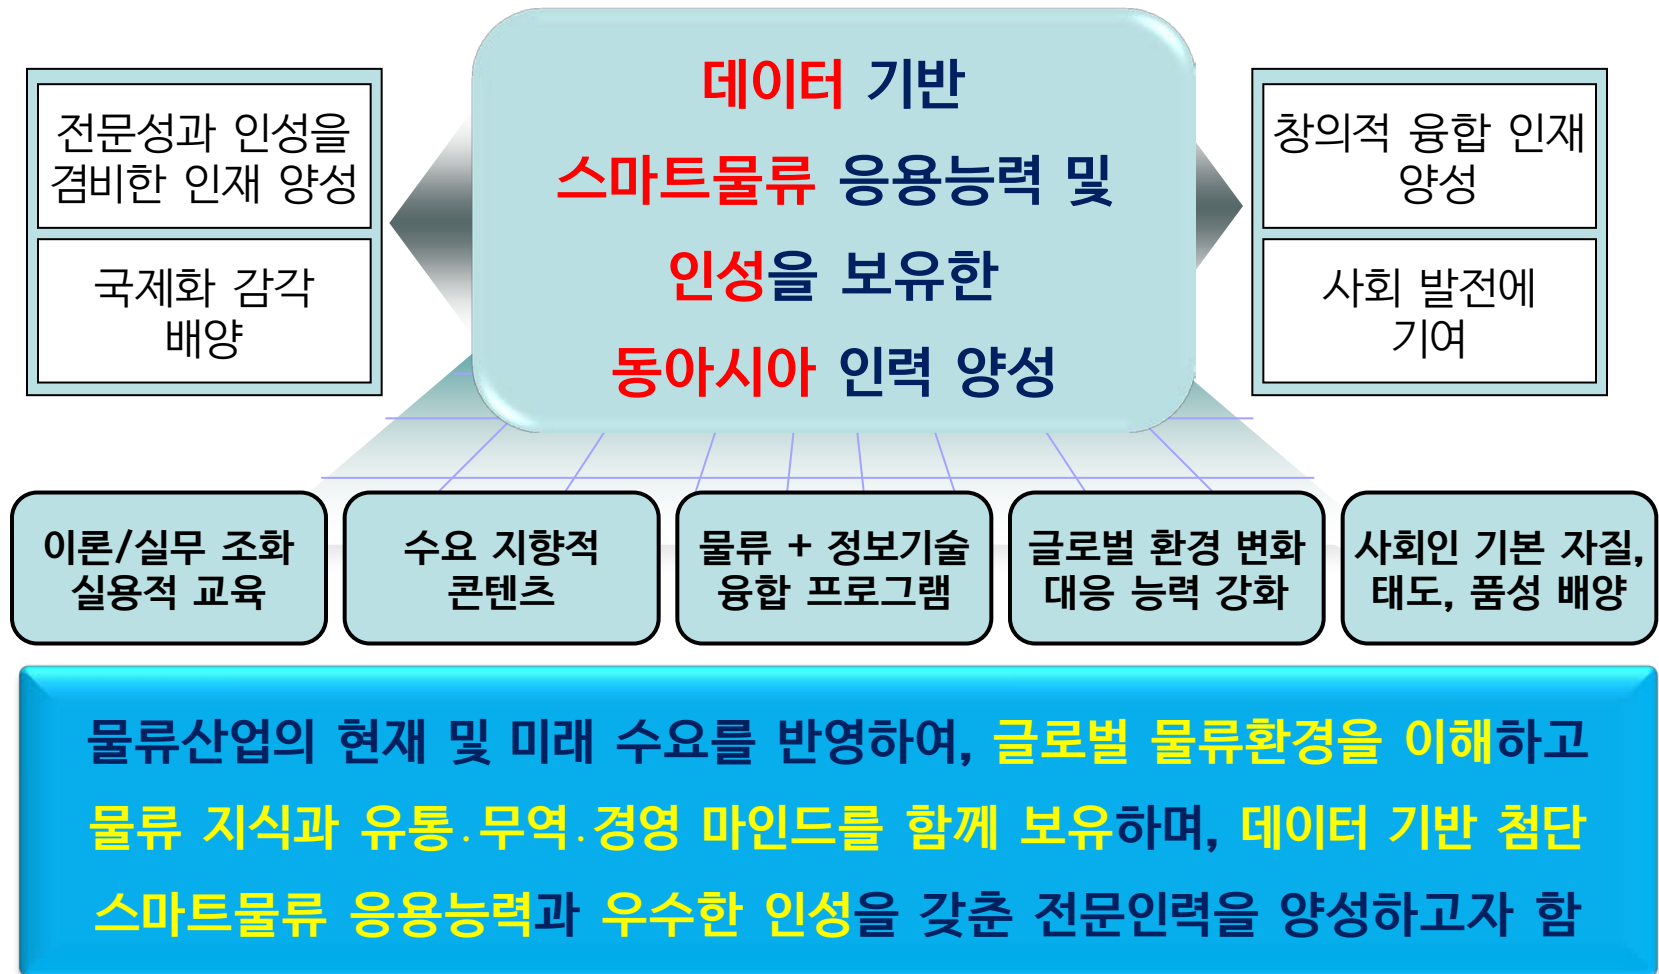 데이터 기반
스마트물류 응용능력 및
인성을 보유한
동아시아 인력 양성
전문성과 인성을
겸비한 인재 양성
국제화 감각
배양
창의적 융합 인재
양성
사회 발전에
기여
이론/실무 조화
실용적 교육
수요 지향적
콘텐츠
물류 + 정보기술
융합 프로그램
글로벌 환경 변화
대응 능력 강화
사회인 기본 자질,
태도, 품성 배양
물류산업의 현재 및 미래 수요를 반영하여, 글로벌 물류환경을 이해하고
물류 지식과 유통.무역.경영 마인드를 함께 보유하며, 데이터 기반 첨단
스마트물류 응용능력과 우수한 인성을 갖춘 전문인력을 양성하고자 함